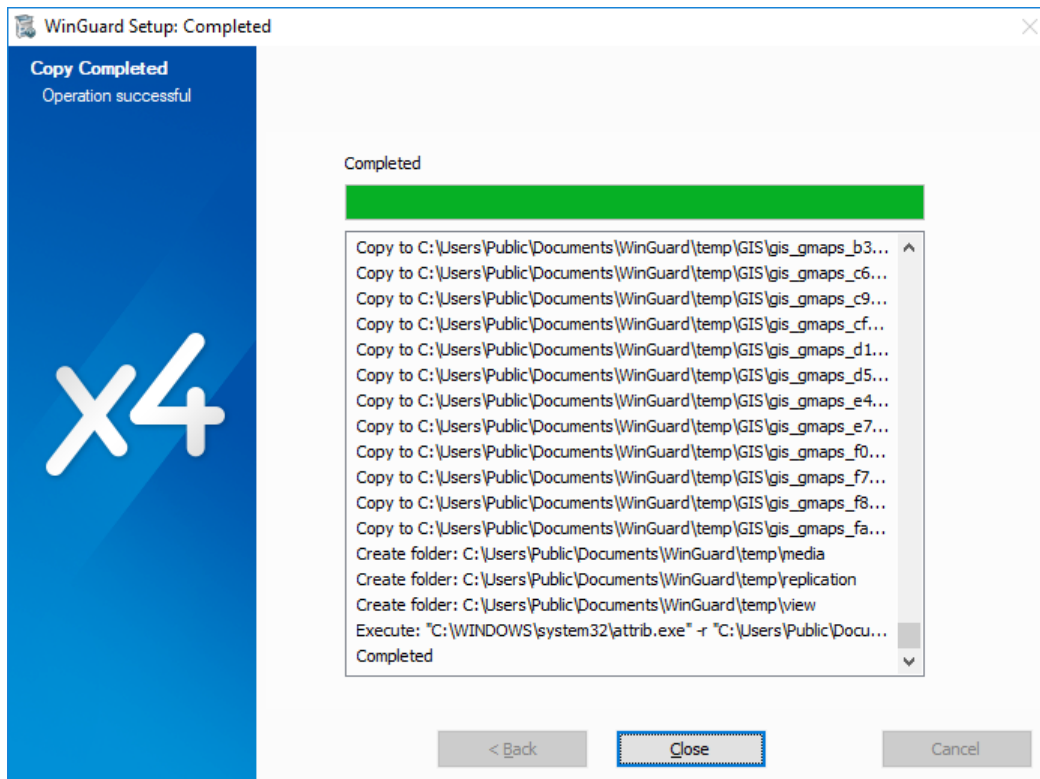 WinGuard Setup: Completed
Copy Completed
Operation successful
x4
Completed
Copy to C:\Users\Public\Documents\WinGuard\temp\GIS\gis_gmaps_b3...
Copy to C:\Users\Public\Documents\WinGuard\temp\GIS\gis_gmaps_c6...
Copy to C:\Users\Public\Documents\WinGuard\temp\GIS\gis_gmaps_c9...
Copy to C:\Users\Public\Documents\WinGuard\temp\GIS\gis_gmaps_cf...
Copy to C:\Users\Public\Documents\WinGuard\temp\GIS\gis_gmaps_d1...
Copy to C:\Users\Public\Documents\WinGuard\temp\GIS\gis_gmaps_d5...
Copy to C:\Users\Public\Documents\WinGuard\temp\GIS\gis_gmaps_e4...
Copy to C:\Users\Public\Documents\WinGuard\temp\GIS\gis_gmaps_e7...
Copy to C:\Users\Public\Documents\WinGuard\temp\GIS\gis_gmaps_f0...
Copy to C:\Users\Public\Documents\WinGuard\temp\GIS\gis_gmaps_f7...
Copy to C:\Users\Public\Documents\WinGuard\temp\GIS\gis_gmaps_f8...
Copy to C:\Users\Public\Documents\WinGuard\temp\GIS\gis_gmaps_fa...
Create folder: C:\Users\Public\Documents\WinGuard\temp\media
Create folder: C:\Users\Public\Documents\WinGuard\temp\replication
Create folder: C:\Users\Public\Documents\WinGuard\temp\view
Execute: "C:\WINDOWS\system32\attrib.exe" -r "C:\Users\Public\Docu...
Completed
< Back
Close
Cancel